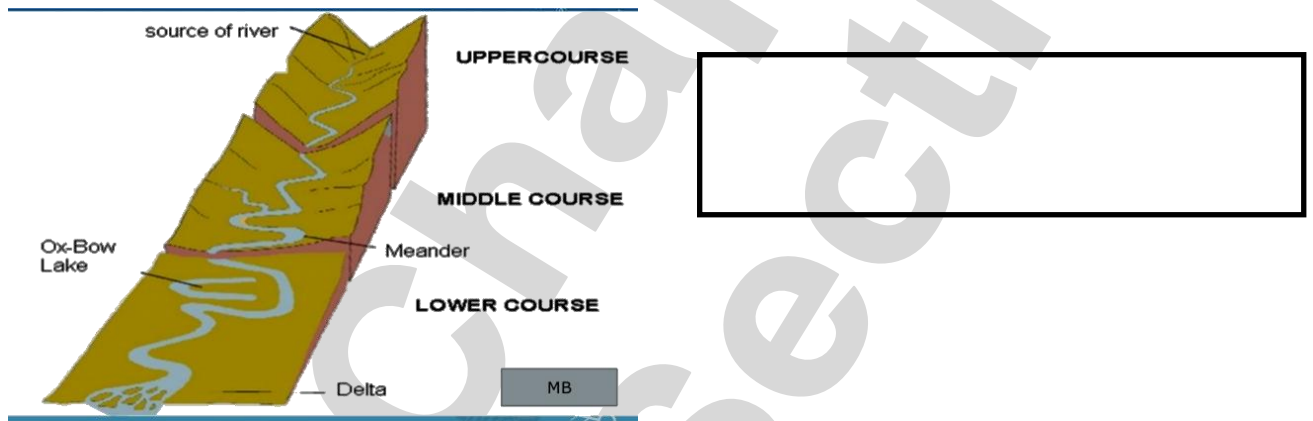 source of river
UPPERCOURSE
MIDDLE COURSE
Ox-Bow
Lake
Meander
LOWER COURSE
Delta
MB